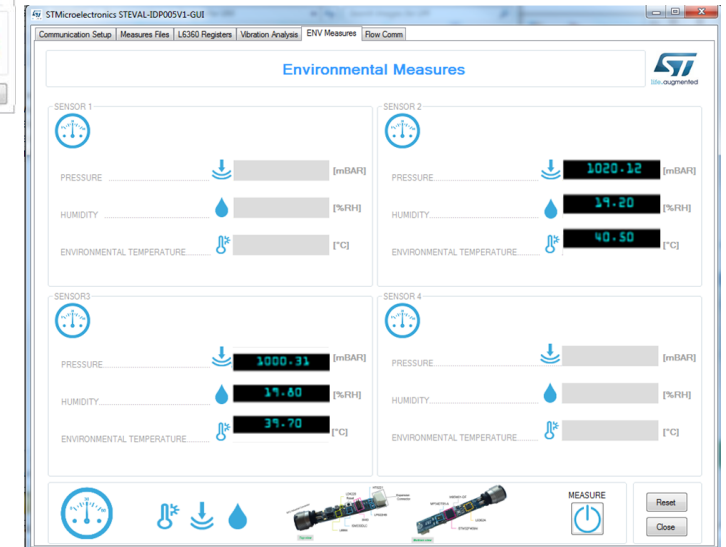 STMicroelectronics STEVAL-IDP005V1-GUI
Communication Setup Measures Files L6360 Registers Vibration Analysis ENV Measures Flow Comm
Environmental Measures
life.augmented
SENSOR 1
PRESSURE [mBAR]
HUMIDITY [%RH]
ENVIRONMENTAL TEMPERATURE [°C]
SENSOR 2
PRESSURE 1020.12 [mBAR]
HUMIDITY 19.20 [%RH]
ENVIRONMENTAL TEMPERATURE 40.50 [°C]
SENSOR3
PRESSURE 1000.31 [mBAR]
HUMIDITY 19.80 [%RH]
ENVIRONMENTAL TEMPERATURE 39.70 [°C]
SENSOR 4
PRESSURE [mBAR]
HUMIDITY [%RH]
ENVIRONMENTAL TEMPERATURE [°C]
MEASURE
Reset
Close